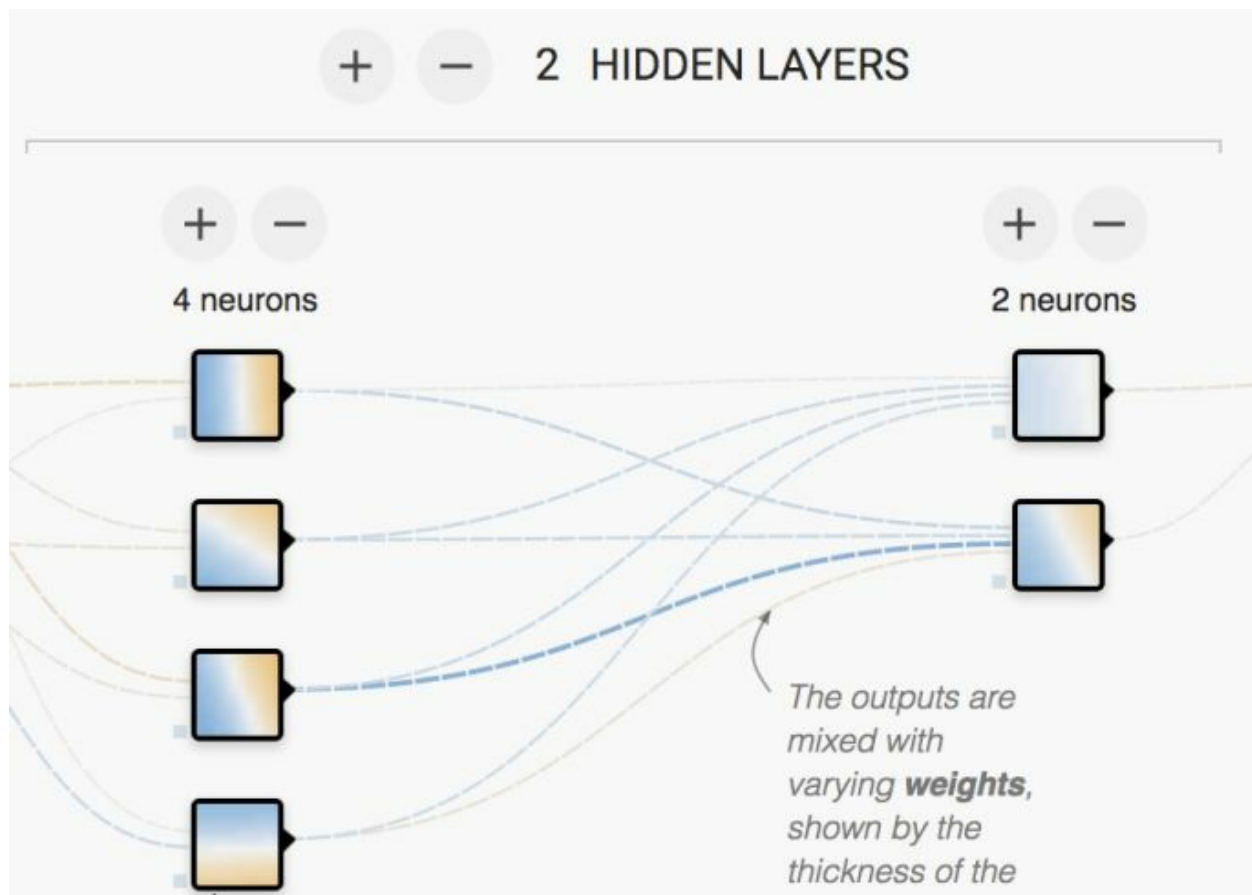 + − 2 HIDDEN LAYERS
+ − + −
4 neurons 2 neurons
The outputs are
mixed with
varying weights,
shown by the
thickness of the